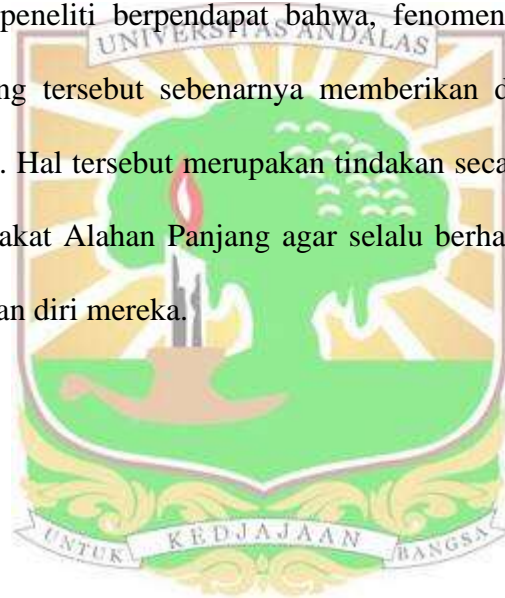 peneliti berpendapat bahwa, fenomen
UNIVERSITAS ANDALAS
ng tersebut sebenarnya memberikan d
. Hal tersebut merupakan tindakan seca
akat Alahan Panjang agar selalu berha
an diri mereka.
UNTUK KEDJAJAAN BANGSA